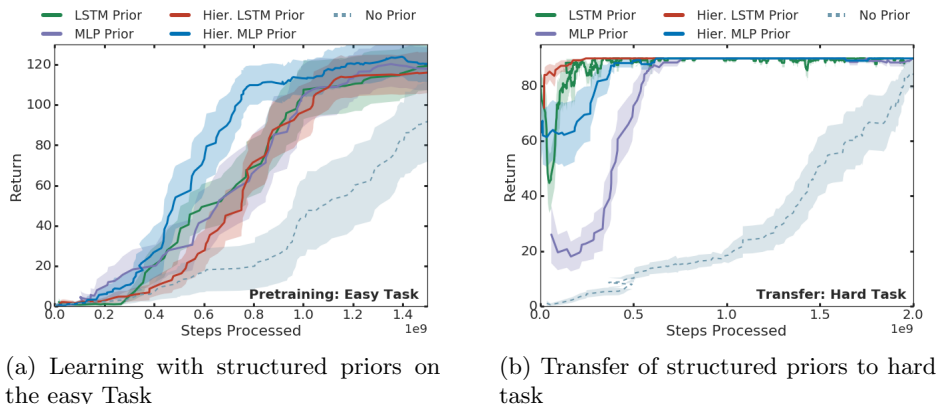 LSTM Prior Hier. LSTM Prior No Prior
MLP Prior Hier. MLP Prior
120
100
80
60
40
20
0
Return
Pretraining: Easy Task
0.0 0.2 0.4 0.6 0.8 1.0 1.2 1.4
Steps Processed
1e9
(a) Learning with structured priors on
the easy Task
LSTM Prior Hier. LSTM Prior No Prior
MLP Prior Hier. MLP Prior
80
60
40
20
0
Return
Transfer: Hard Task
0.0 0.5 1.0 1.5 2.0
Steps Processed
1e9
(b) Transfer of structured priors to hard
task